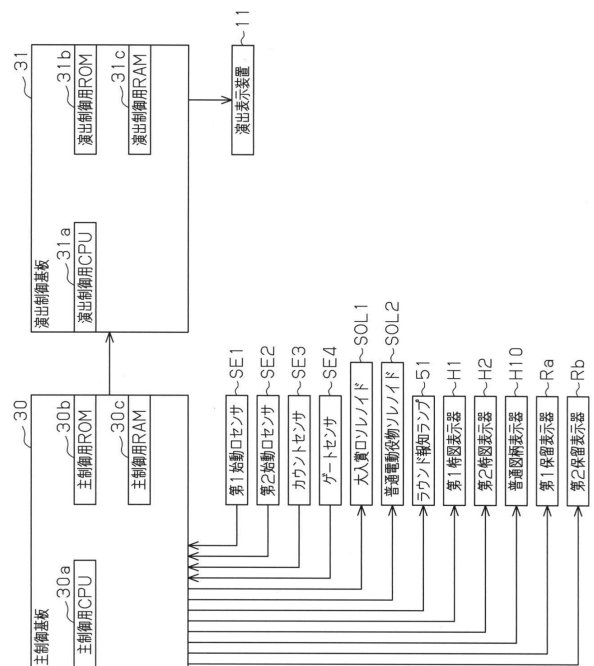 主制御基板
30
30a
主制御用CPU
30b
主制御用ROM
30c
主制御用RAM
演出制御基板
31
31a
演出制御用CPU
31b
演出制御用ROM
31c
演出制御用RAM
演出表示装置
11
第1始動口センサ
SE1
第2始動口センサ
SE2
カウントセンサ
SE3
ゲートセンサ
SE4
大入賞口ソレノイド
SOL1
普通電動役物ソレノイド
SOL2
ラウンド報知ランプ
51
第1特図表示器
H1
第2特図表示器
H2
普通図柄表示器
H10
第1保留表示器
Ra
第2保留表示器
Rb